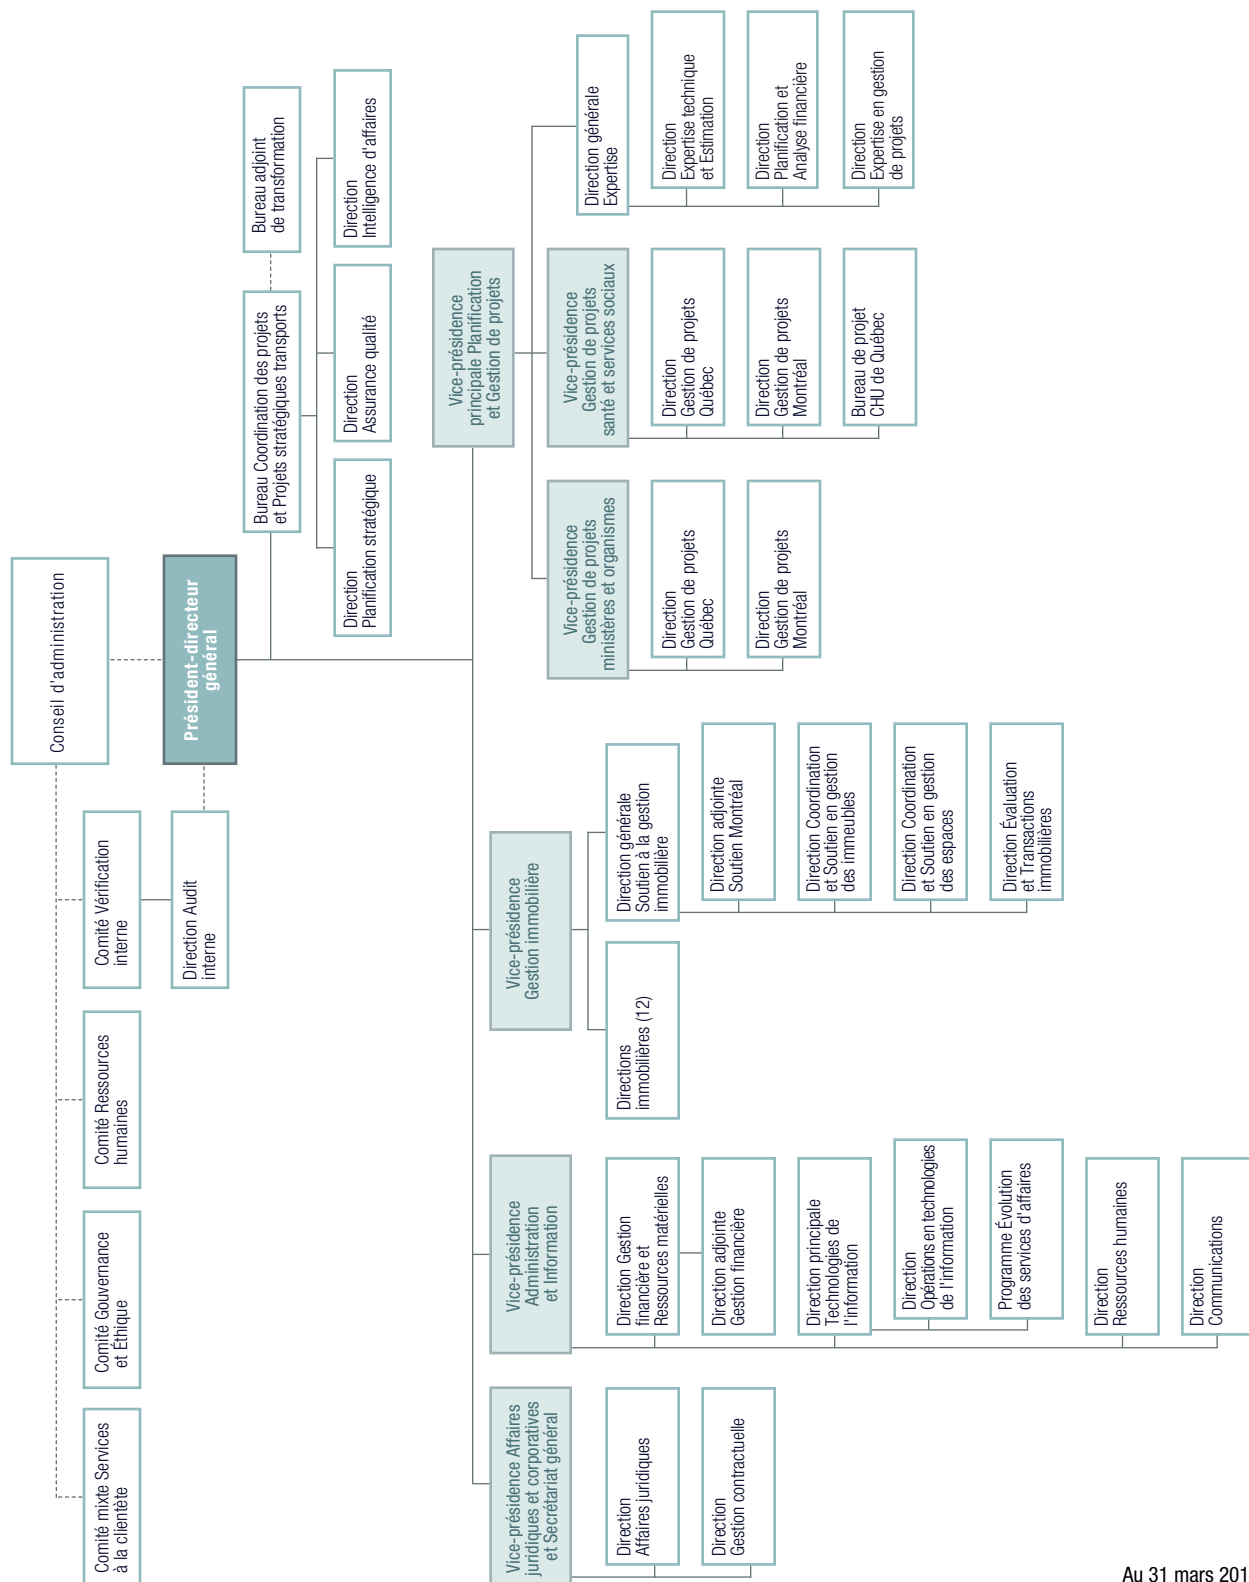 Conseil d'administration
Président-directeur
général
Comité mixte Services
à la clientète
Comité Gouvernance
et Éthique
Comité Ressources
humaines
Comité Vérification
interne
Direction Audit
interne
Bureau Coordination des projets
et Projets stratégiques transports
Bureau adjoint
de transformation
Direction
Planification stratégique
Direction
Assurance qualité
Direction
Intelligence d'affaires
Vice-présidence Affaires
juridiques et corporatives
et Secrétariat général
Direction
Affaires juridiques
Direction
Gestion contractuelle
Vice-présidence
Administration
et Information
Direction Gestion
financière et
Ressources matérielles
Direction adjointe
Gestion financière
Direction principale
Technologies de
l'information
Direction
Opérations en technologies
de l'information
Programme Évolution
des services d'affaires
Direction
Ressources humaines
Direction
Communications
Vice-présidence
Gestion immobilière
Directions
immobilières (12)
Direction générale
Soutien à la gestion
immobilière
Direction adjointe
Soutien Montréal
Direction Coordination
et Soutien en gestion
des immeubles
Direction Coordination
et Soutien en gestion
des espaces
Direction Évaluation
et Transactions
immobilières
Vice-présidence
principale Planification
et Gestion de projets
Vice-présidence
Gestion de projets
ministères et organismes
Direction
Gestion de projets
Québec
Direction
Gestion de projets
Montréal
Vice-présidence
Gestion de projets
santé et services sociaux
Direction
Gestion de projets
Québec
Direction
Gestion de projets
Montréal
Bureau de projet
CHU de Québec
Direction générale
Expertise
Direction
Expertise technique
et Estimation
Direction
Planification et
Analyse financière
Direction
Expertise en gestion
de projets
Au 31 mars 201